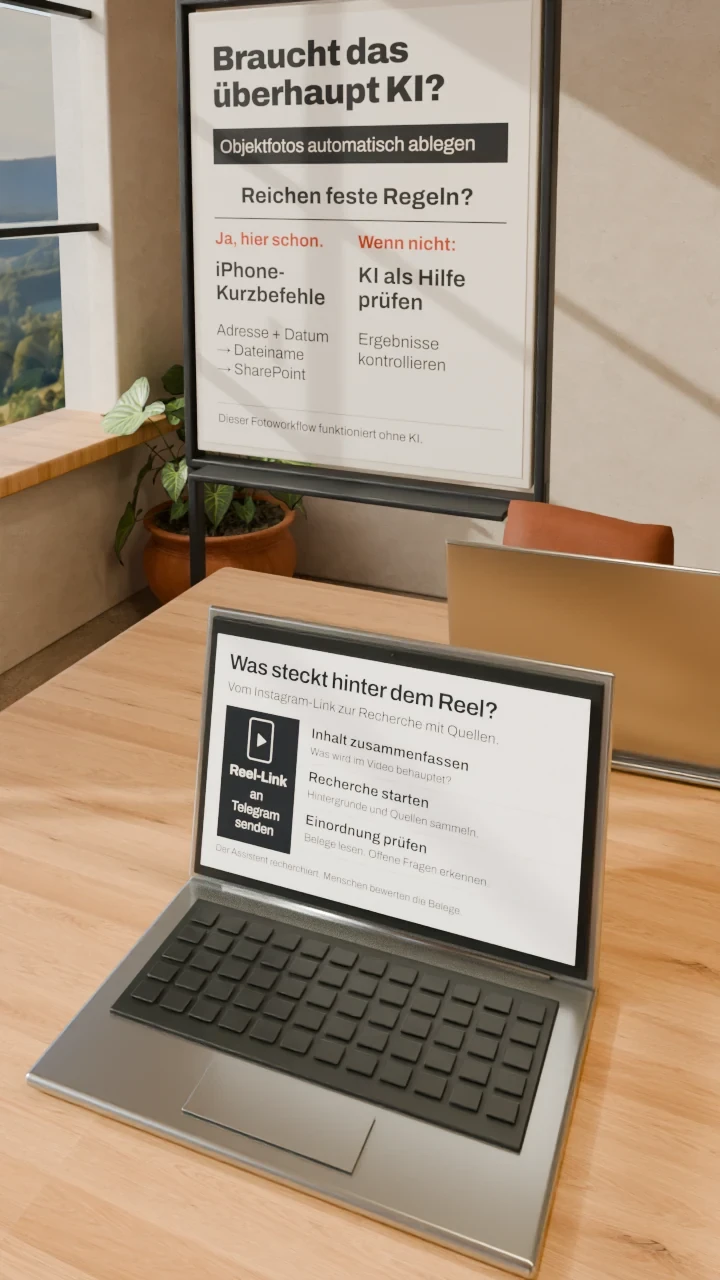 Braucht das
überhaupt KI?
Objektfotos automatisch ablegen
Reichen feste Regeln?
Ja, hier schon.
iPhone-
Kurzbefehle
Adresse + Datum
→ Dateiname
→ SharePoint
Wenn nicht:
KI als Hilfe
prüfen
Ergebnisse
kontrollieren
Dieser Fotoworkflow funktioniert ohne KI.
Was steckt hinter dem Reel?
Vom Instagram-Link zur Recherche mit Quellen.
Reel-Link
an
Telegram
senden
Inhalt zusammenfassen
Was wird im Video behauptet?
Recherche starten
Hintergründe und Quellen sammeln.
Einordnung prüfen
Belege lesen. Offene Fragen erkennen.
Der Assistent recherchiert. Menschen bewerten die Belege.